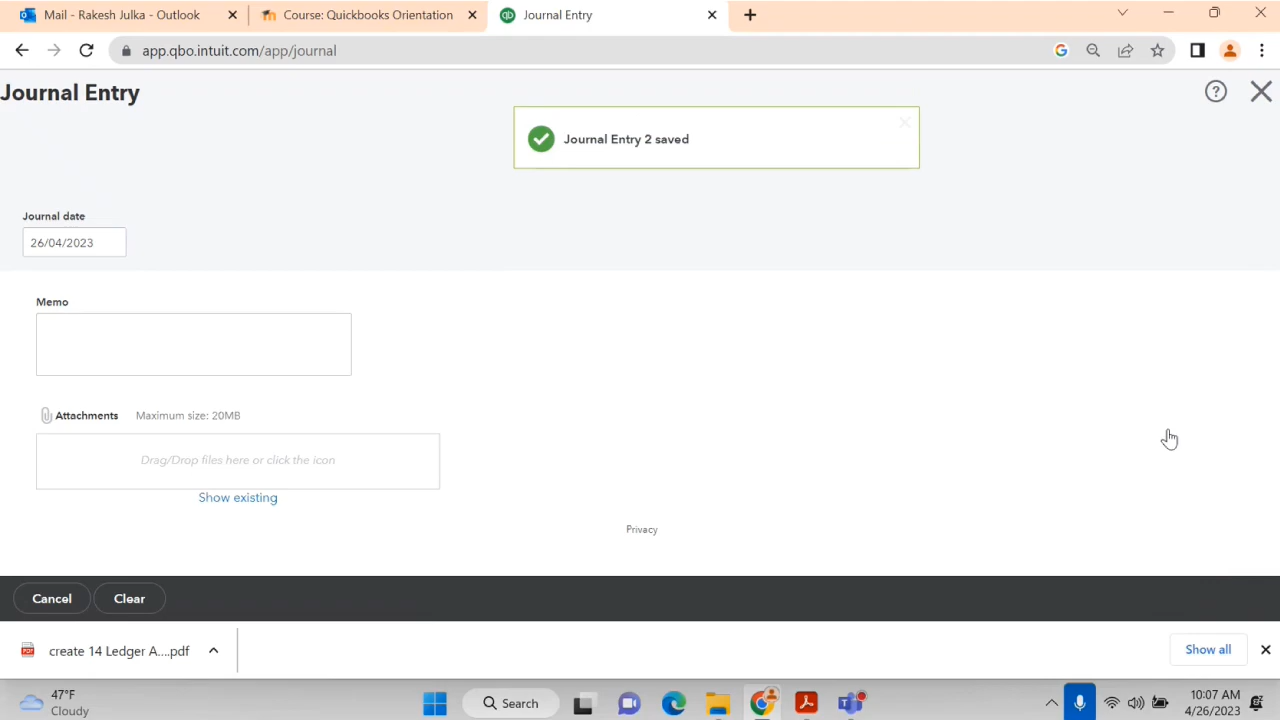 Mail - Rakesh Julka - Outlook
Course: Quickbooks Orientation
qb
Journal Entry
app.qbo.intuit.com/app/journal
Journal Entry
Journal Entry 2 saved
Journal date
26/04/2023
Memo
Attachments Maximum size: 20MB
Drag/Drop files here or click the icon
Show existing
Privacy
Cancel Clear
create 14 Ledger A....pdf
Show all
47°F
Cloudy
Search
10:07 AM
4/26/2023